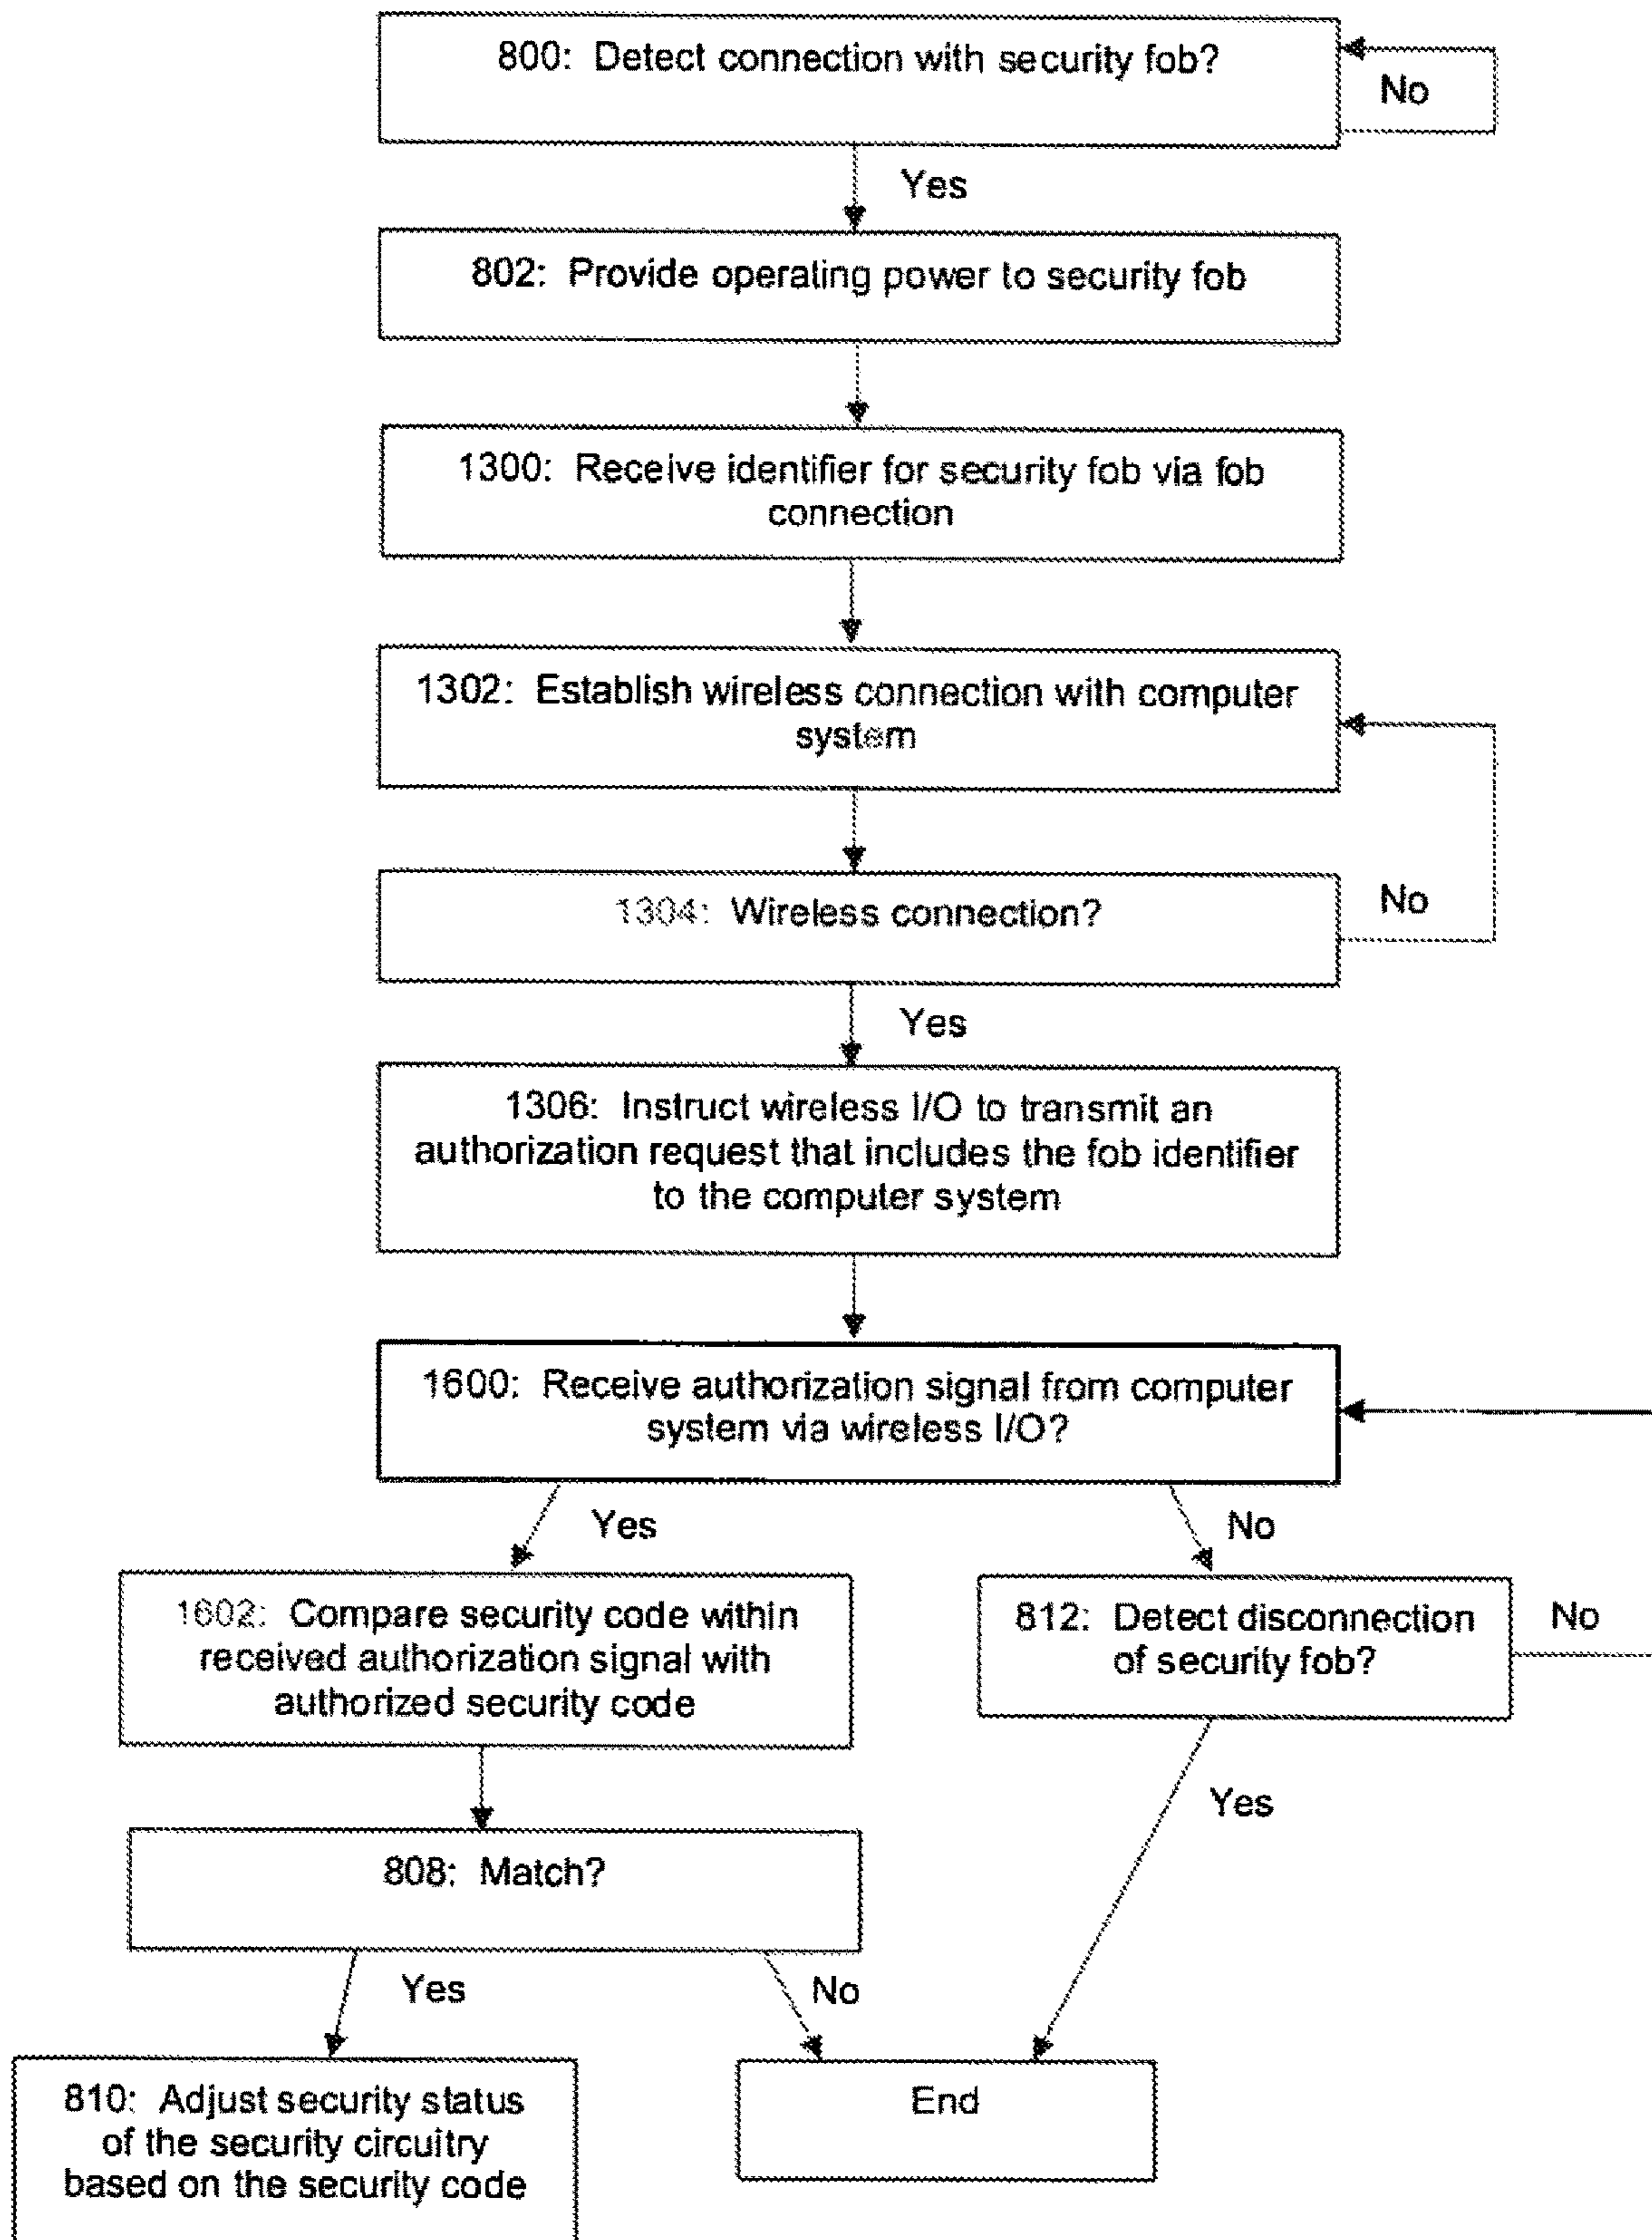 800: Detect connection with security fob?
No
Yes
802: Provide operating power to security fob
1300: Receive identifier for security fob via fob
connection
1302: Establish wireless connection with computer
system
1304: Wireless connection?
No
Yes
1306: Instruct wireless I/O to transmit an
authorization request that includes the fob identifier
to the computer system
1600: Receive authorization signal from computer
system via wireless I/O?
Yes
No
1602: Compare security code within
received authorization signal with
authorized security code
812: Detect disconnection
of security fob?
No
Yes
808: Match?
Yes
No
810: Adjust security status
of the security circuitry
based on the security code
End